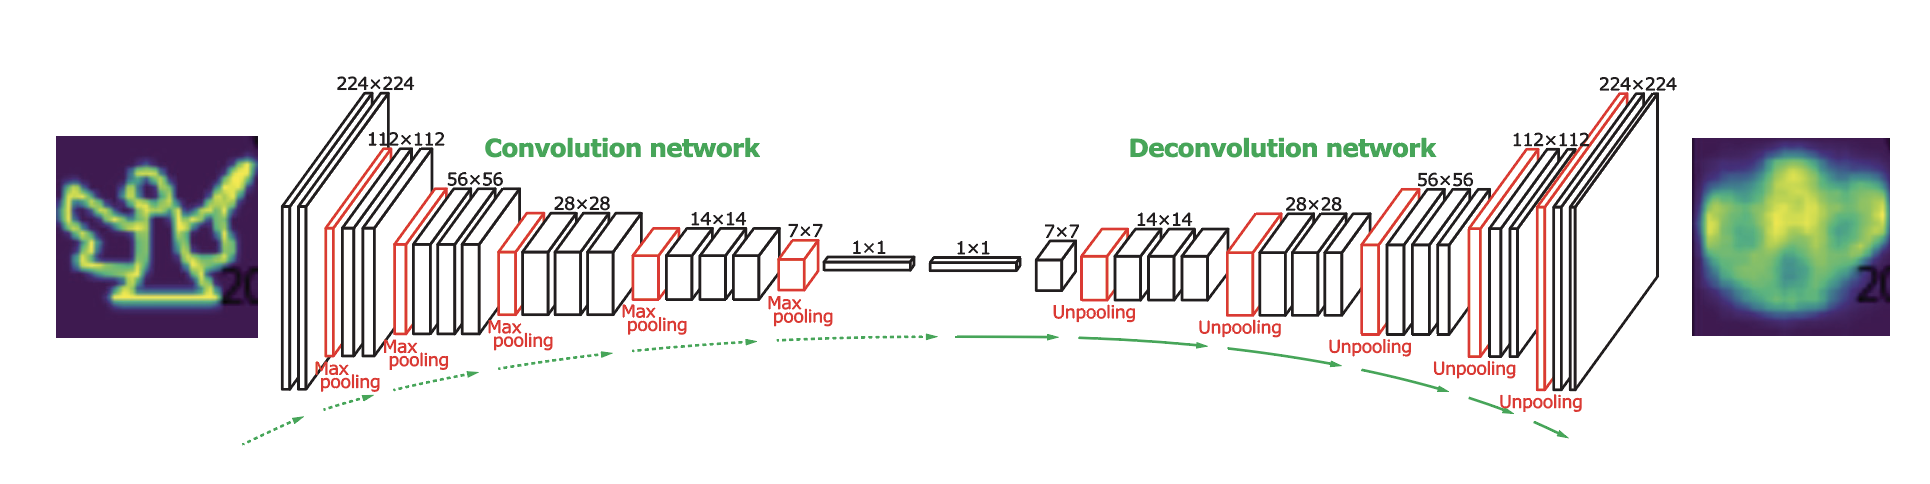 224×224
112×112
56×56
28×28
14×14
7×7
1×1
1×1
7×7
14×14
28×28
56×56
112×112
224×224
Convolution network
Deconvolution network
Max
pooling
Max
pooling
Max
pooling
Max
pooling
Max
pooling
Unpooling
Unpooling
Unpooling
Unpooling
Unpooling
20
20